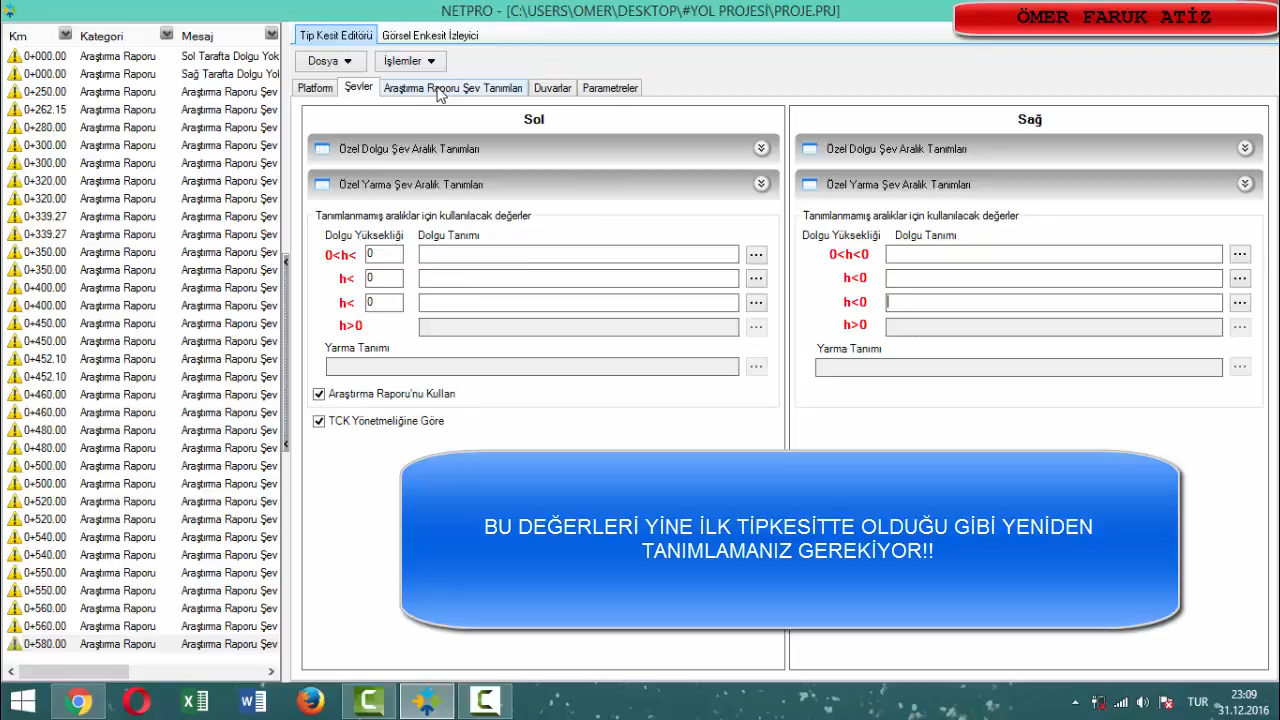 NETPRO - [C:\USERS\OMER\DESKTOP\#YOL PROJESİ\PROJE.PRJ]
ÖMER FARUK ATİZ
Km Kategori Mesaj
0+000.00 Araştırma Raporu Sol Tarafta Dolgu Yok
0+000.00 Araştırma Raporu Sağ Tarafta Dolgu Yol
0+250.00 Araştırma Raporu Araştırma Raporu Şev
0+262.15 Araştırma Raporu Araştırma Raporu Şev
0+280.00 Araştırma Raporu Araştırma Raporu Şev
0+300.00 Araştırma Raporu Araştırma Raporu Şev
0+300.00 Araştırma Raporu Araştırma Raporu Şev
0+320.00 Araştırma Raporu Araştırma Raporu Şev
0+320.00 Araştırma Raporu Araştırma Raporu Şev
0+339.27 Araştırma Raporu Araştırma Raporu Şev
0+339.27 Araştırma Raporu Araştırma Raporu Şev
0+350.00 Araştırma Raporu Araştırma Raporu Şev
0+350.00 Araştırma Raporu Araştırma Raporu Şev
0+400.00 Araştırma Raporu Araştırma Raporu Şev
0+400.00 Araştırma Raporu Araştırma Raporu Şev
0+450.00 Araştırma Raporu Araştırma Raporu Şev
0+450.00 Araştırma Raporu Araştırma Raporu Şev
0+452.10 Araştırma Raporu Araştırma Raporu Şev
0+452.10 Araştırma Raporu Araştırma Raporu Şev
0+460.00 Araştırma Raporu Araştırma Raporu Şev
0+460.00 Araştırma Raporu Araştırma Raporu Şev
0+480.00 Araştırma Raporu Araştırma Raporu Şev
0+480.00 Araştırma Raporu Araştırma Raporu Şev
0+500.00 Araştırma Raporu Araştırma Raporu Şev
0+500.00 Araştırma Raporu Araştırma Raporu Şev
0+520.00 Araştırma Raporu Araştırma Raporu Şev
0+520.00 Araştırma Raporu Araştırma Raporu Şev
0+540.00 Araştırma Raporu Araştırma Raporu Şev
0+540.00 Araştırma Raporu Araştırma Raporu Şev
0+550.00 Araştırma Raporu Araştırma Raporu Şev
0+550.00 Araştırma Raporu Araştırma Raporu Şev
0+560.00 Araştırma Raporu Araştırma Raporu Şev
0+560.00 Araştırma Raporu Araştırma Raporu Şev
0+580.00 Araştırma Raporu Araştırma Raporu Şev
Tip Kesit Editörü Görsel Enkesit İzleyici
Dosya İşlemler
Platform Şevler Araştırma Raporu Şev Tanımları Duvarlar Parametreler
Sol
Özel Dolgu Şev Aralık Tanımları
Özel Yarma Şev Aralık Tanımları
Tanımlanmamış aralıklar için kullanılacak değerler
Dolgu Yüksekliği Dolgu Tanımı
0<h< 0 ...
h< 0 ...
h< 0 ...
h>0 ...
Yarma Tanımı
...
Araştırma Raporu'nu Kullan
TCK Yönetmeliğine Göre
Sağ
Özel Dolgu Şev Aralık Tanımları
Özel Yarma Şev Aralık Tanımları
Tanımlanmamış aralıklar için kullanılacak değerler
Dolgu Yüksekliği Dolgu Tanımı
0<h<0 ...
h<0 ...
h<0 ...
h>0 ...
Yarma Tanımı
...
BU DEĞERLERİ YİNE İLK TİPKESİTTE OLDUĞU GİBİ YENİDEN
TANIMLAMANIZ GEREKİYOR!!
TUR
23:09
31.12.2016